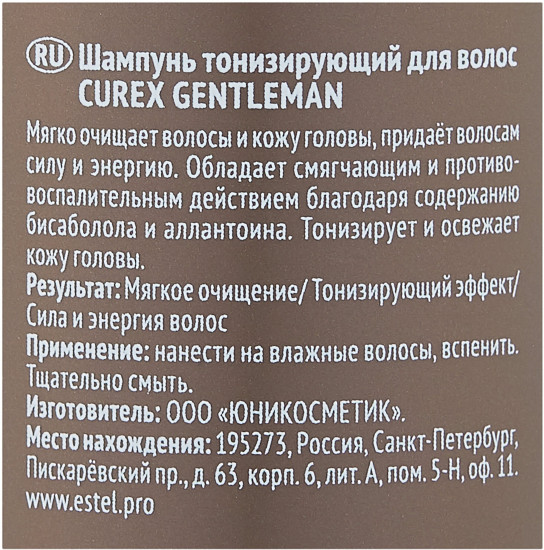 RU Шампунь тонизирующий для волос
CUREX GENTLEMAN
Мягко очищает волосы и кожу головы, придаёт волосам
силу и энергию. Обладает смягчающим и противо-
воспалительным действием благодаря содержанию
бисаболола и аллантоина. Тонизирует и освежает
кожу головы.
Результат: Мягкое очищение/ Тонизирующий эффект/
Сила и энергия волос
Применение: нанести на влажные волосы, вспенить.
Тщательно смыть.
Изготовитель: ООО «ЮНИКОСМЕТИК».
Место нахождения: 195273, Россия, Санкт-Петербург,
Пискарёвский пр., д. 63, корп. 6, лит. А, пом. 5-Н, оф. 11.
www.estel.pro